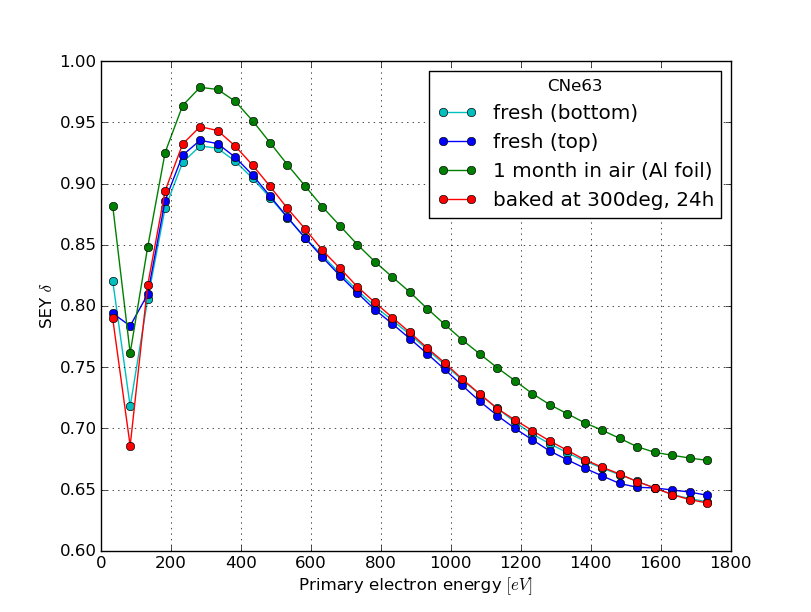 CNe63
fresh (bottom)
fresh (top)
1 month in air (Al foil)
baked at 300deg, 24h
1.00
0.95
0.90
0.85
0.80
0.75
0.70
0.65
0.60
SEY δ
0 200 400 600 800 1000 1200 1400 1600 1800
Primary electron energy [eV]